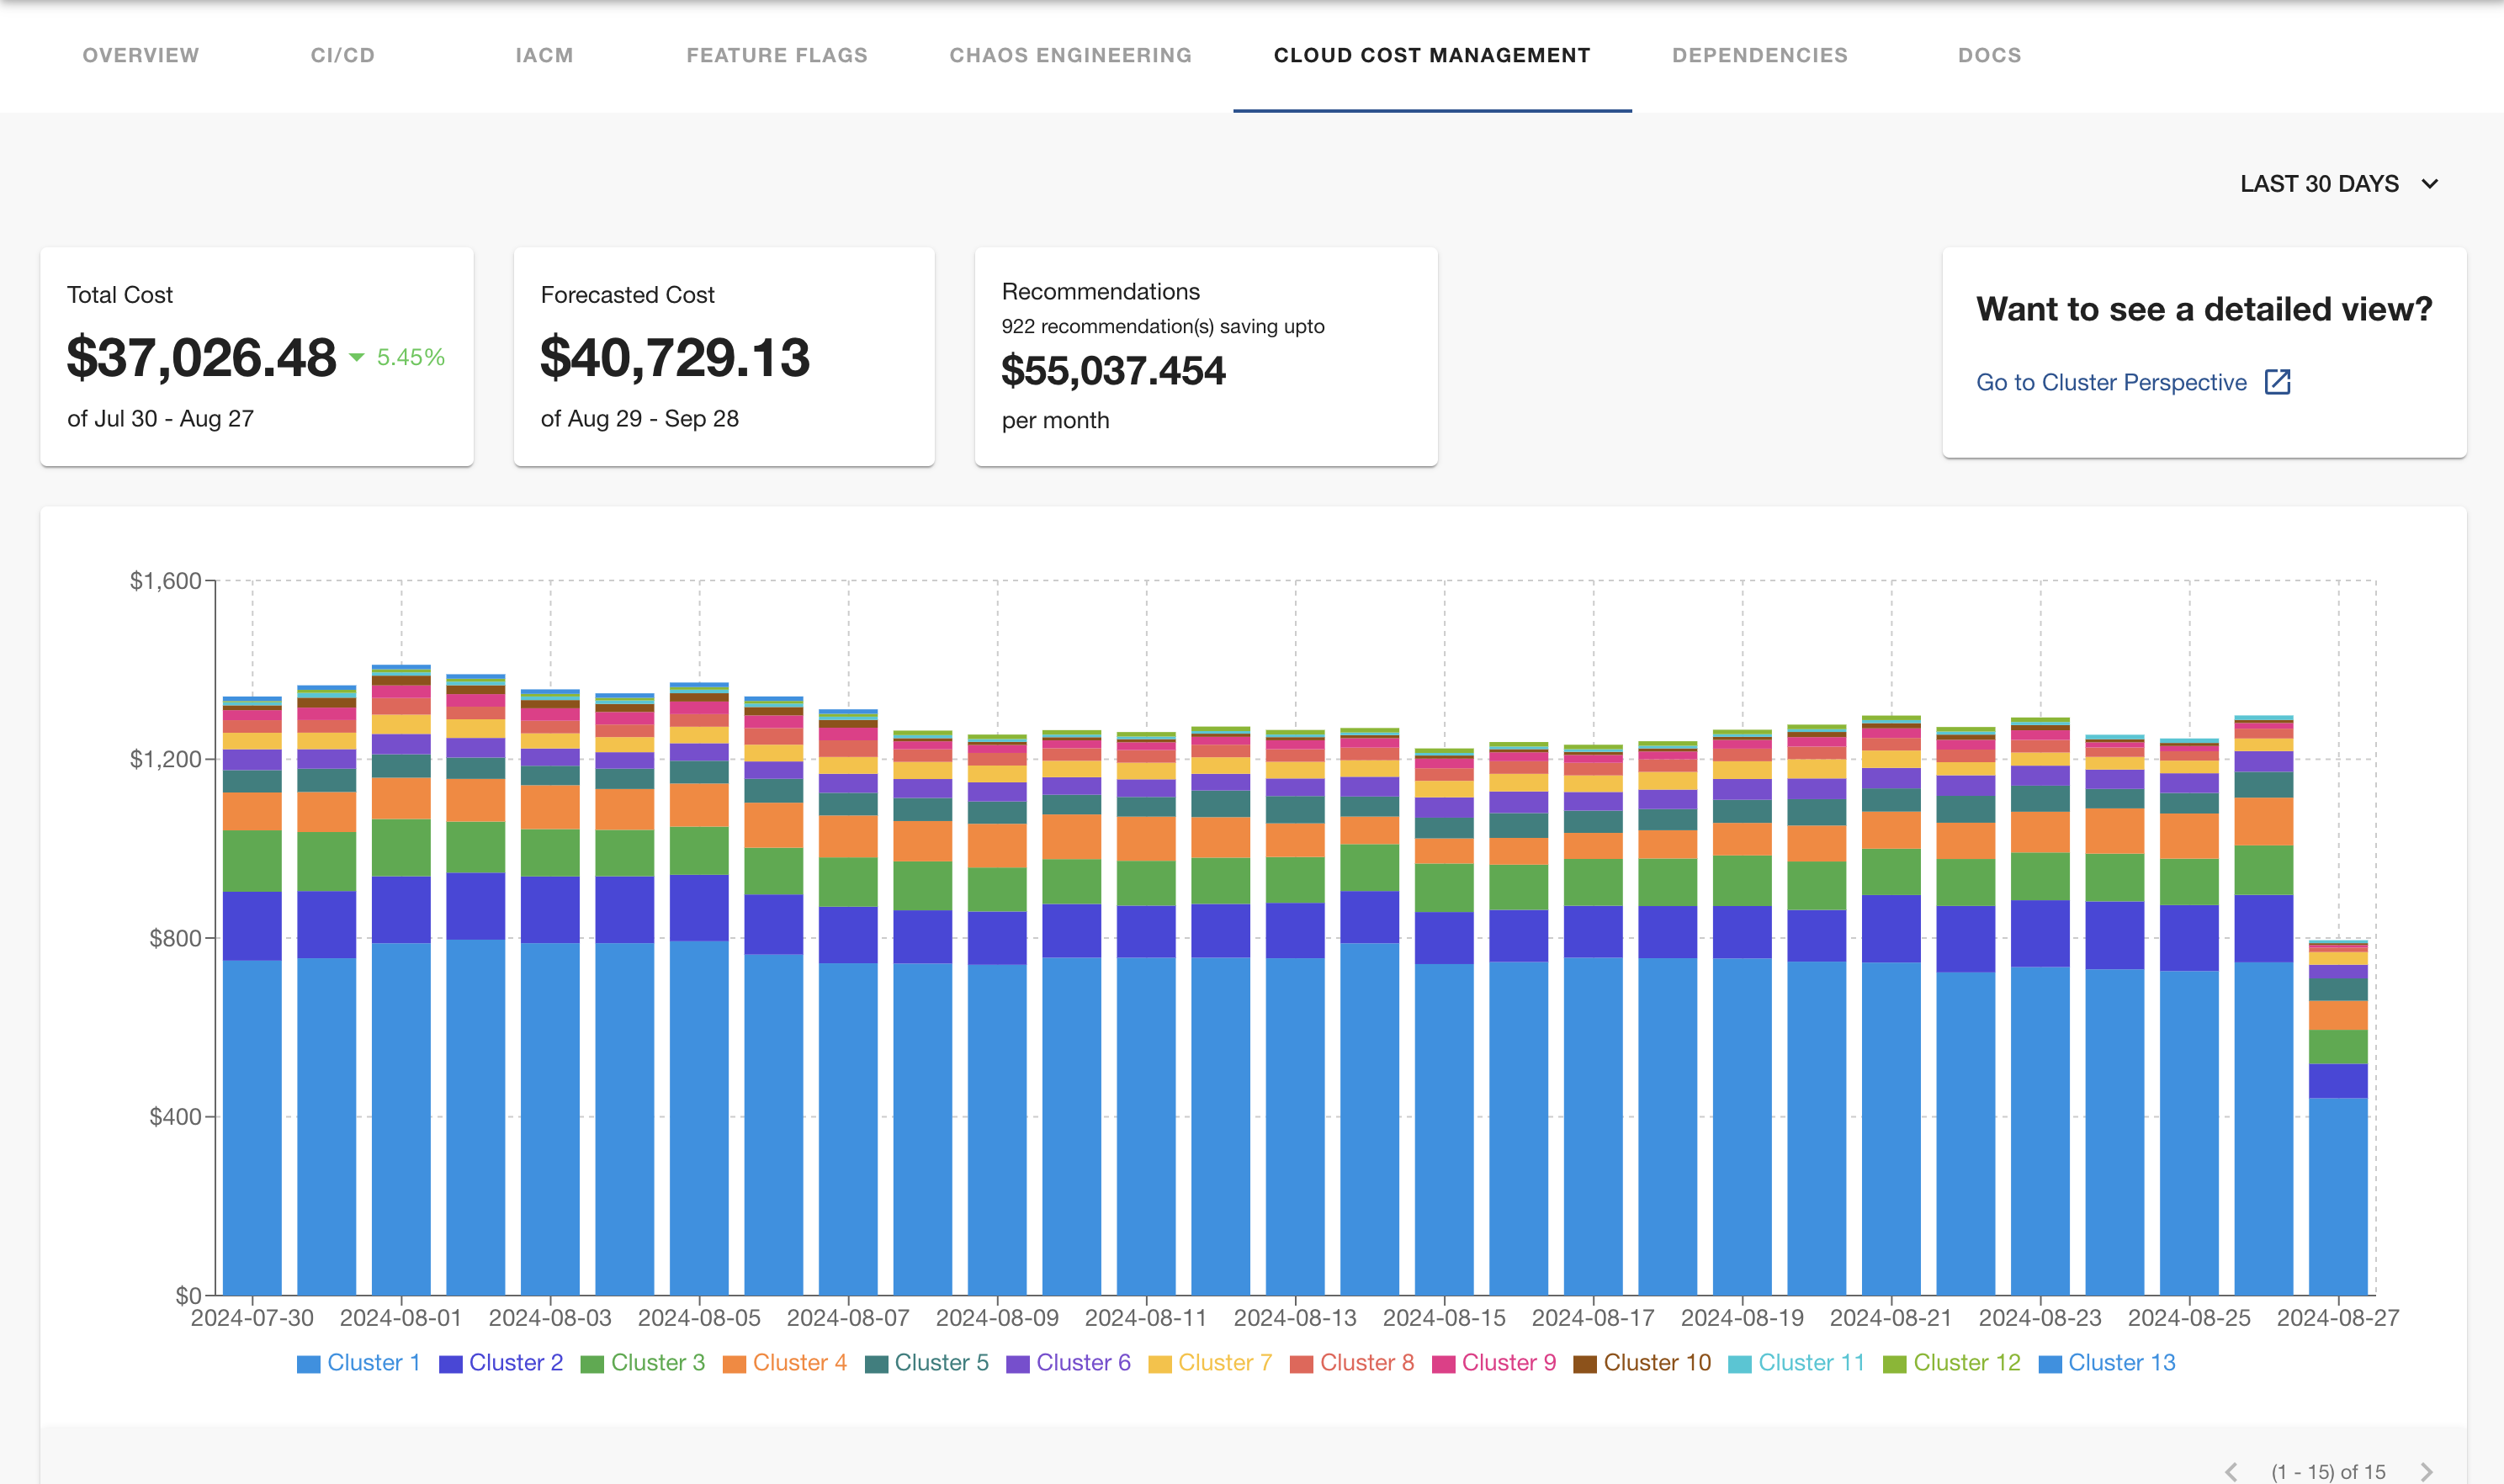 OVERVIEW CI/CD IACM FEATURE FLAGS CHAOS ENGINEERING CLOUD COST MANAGEMENT DEPENDENCIES DOCS
LAST 30 DAYS
Total Cost
$37,026.48 5.45%
of Jul 30 - Aug 27
Forecasted Cost
$40,729.13
of Aug 29 - Sep 28
Recommendations
922 recommendation(s) saving upto
$55,037.454
per month
Want to see a detailed view?
Go to Cluster Perspective
$1,600
$1,200
$800
$400
$0
2024-07-30 2024-08-01 2024-08-03 2024-08-05 2024-08-07 2024-08-09 2024-08-11 2024-08-13 2024-08-15 2024-08-17 2024-08-19 2024-08-21 2024-08-23 2024-08-25 2024-08-27
Cluster 1 Cluster 2 Cluster 3 Cluster 4 Cluster 5 Cluster 6 Cluster 7 Cluster 8 Cluster 9 Cluster 10 Cluster 11 Cluster 12 Cluster 13
(1 - 15) of 15